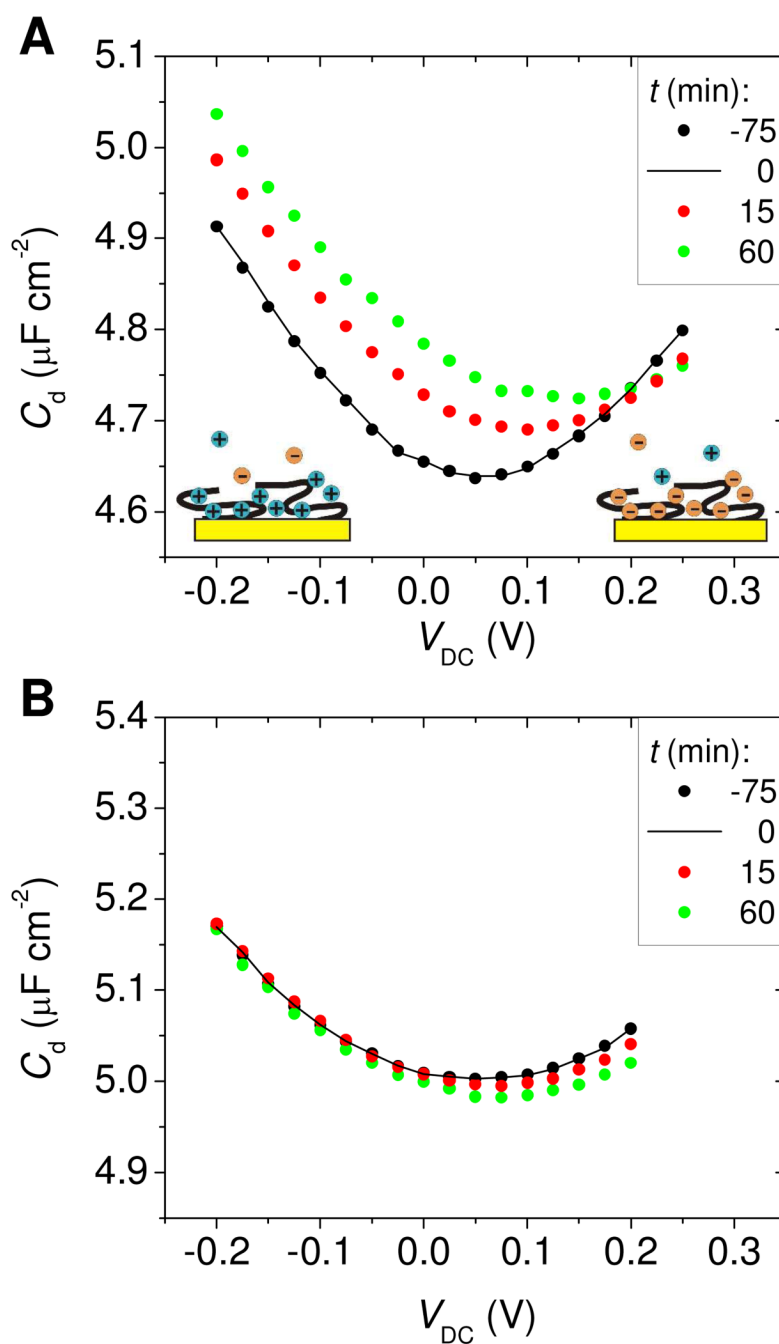 A
5.1
5.0
4.9
4.8
4.7
4.6
C_d (µF cm⁻²)
t (min):
-75
0
15
60
+ − − + + + + + + + + +
− + + − − − − − − − − −
-0.2 -0.1 0.0 0.1 0.2 0.3
V_DC (V)
B
5.4
5.3
5.2
5.1
5.0
4.9
C_d (µF cm⁻²)
t (min):
-75
0
15
60
-0.2 -0.1 0.0 0.1 0.2 0.3
V_DC (V)